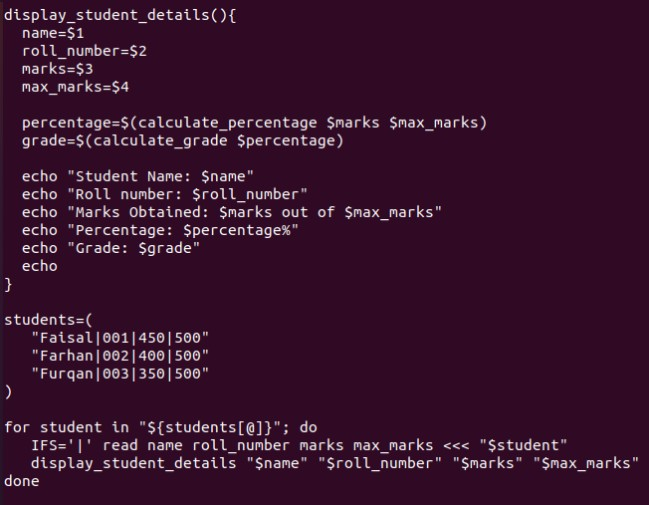 display_student_details(){
  name=$1
  roll_number=$2
  marks=$3
  max_marks=$4

  percentage=$(calculate_percentage $marks $max_marks)
  grade=$(calculate_grade $percentage)

  echo "Student Name: $name"
  echo "Roll number: $roll_number"
  echo "Marks Obtained: $marks out of $max_marks"
  echo "Percentage: $percentage%"
  echo "Grade: $grade"
  echo
}

students=(
   "Faisal|001|450|500"
   "Farhan|002|400|500"
   "Furqan|003|350|500"
)

for student in "${students[@]}"; do
   IFS='|' read name roll_number marks max_marks <<< "$student"
   display_student_details "$name" "$roll_number" "$marks" "$max_marks"
done